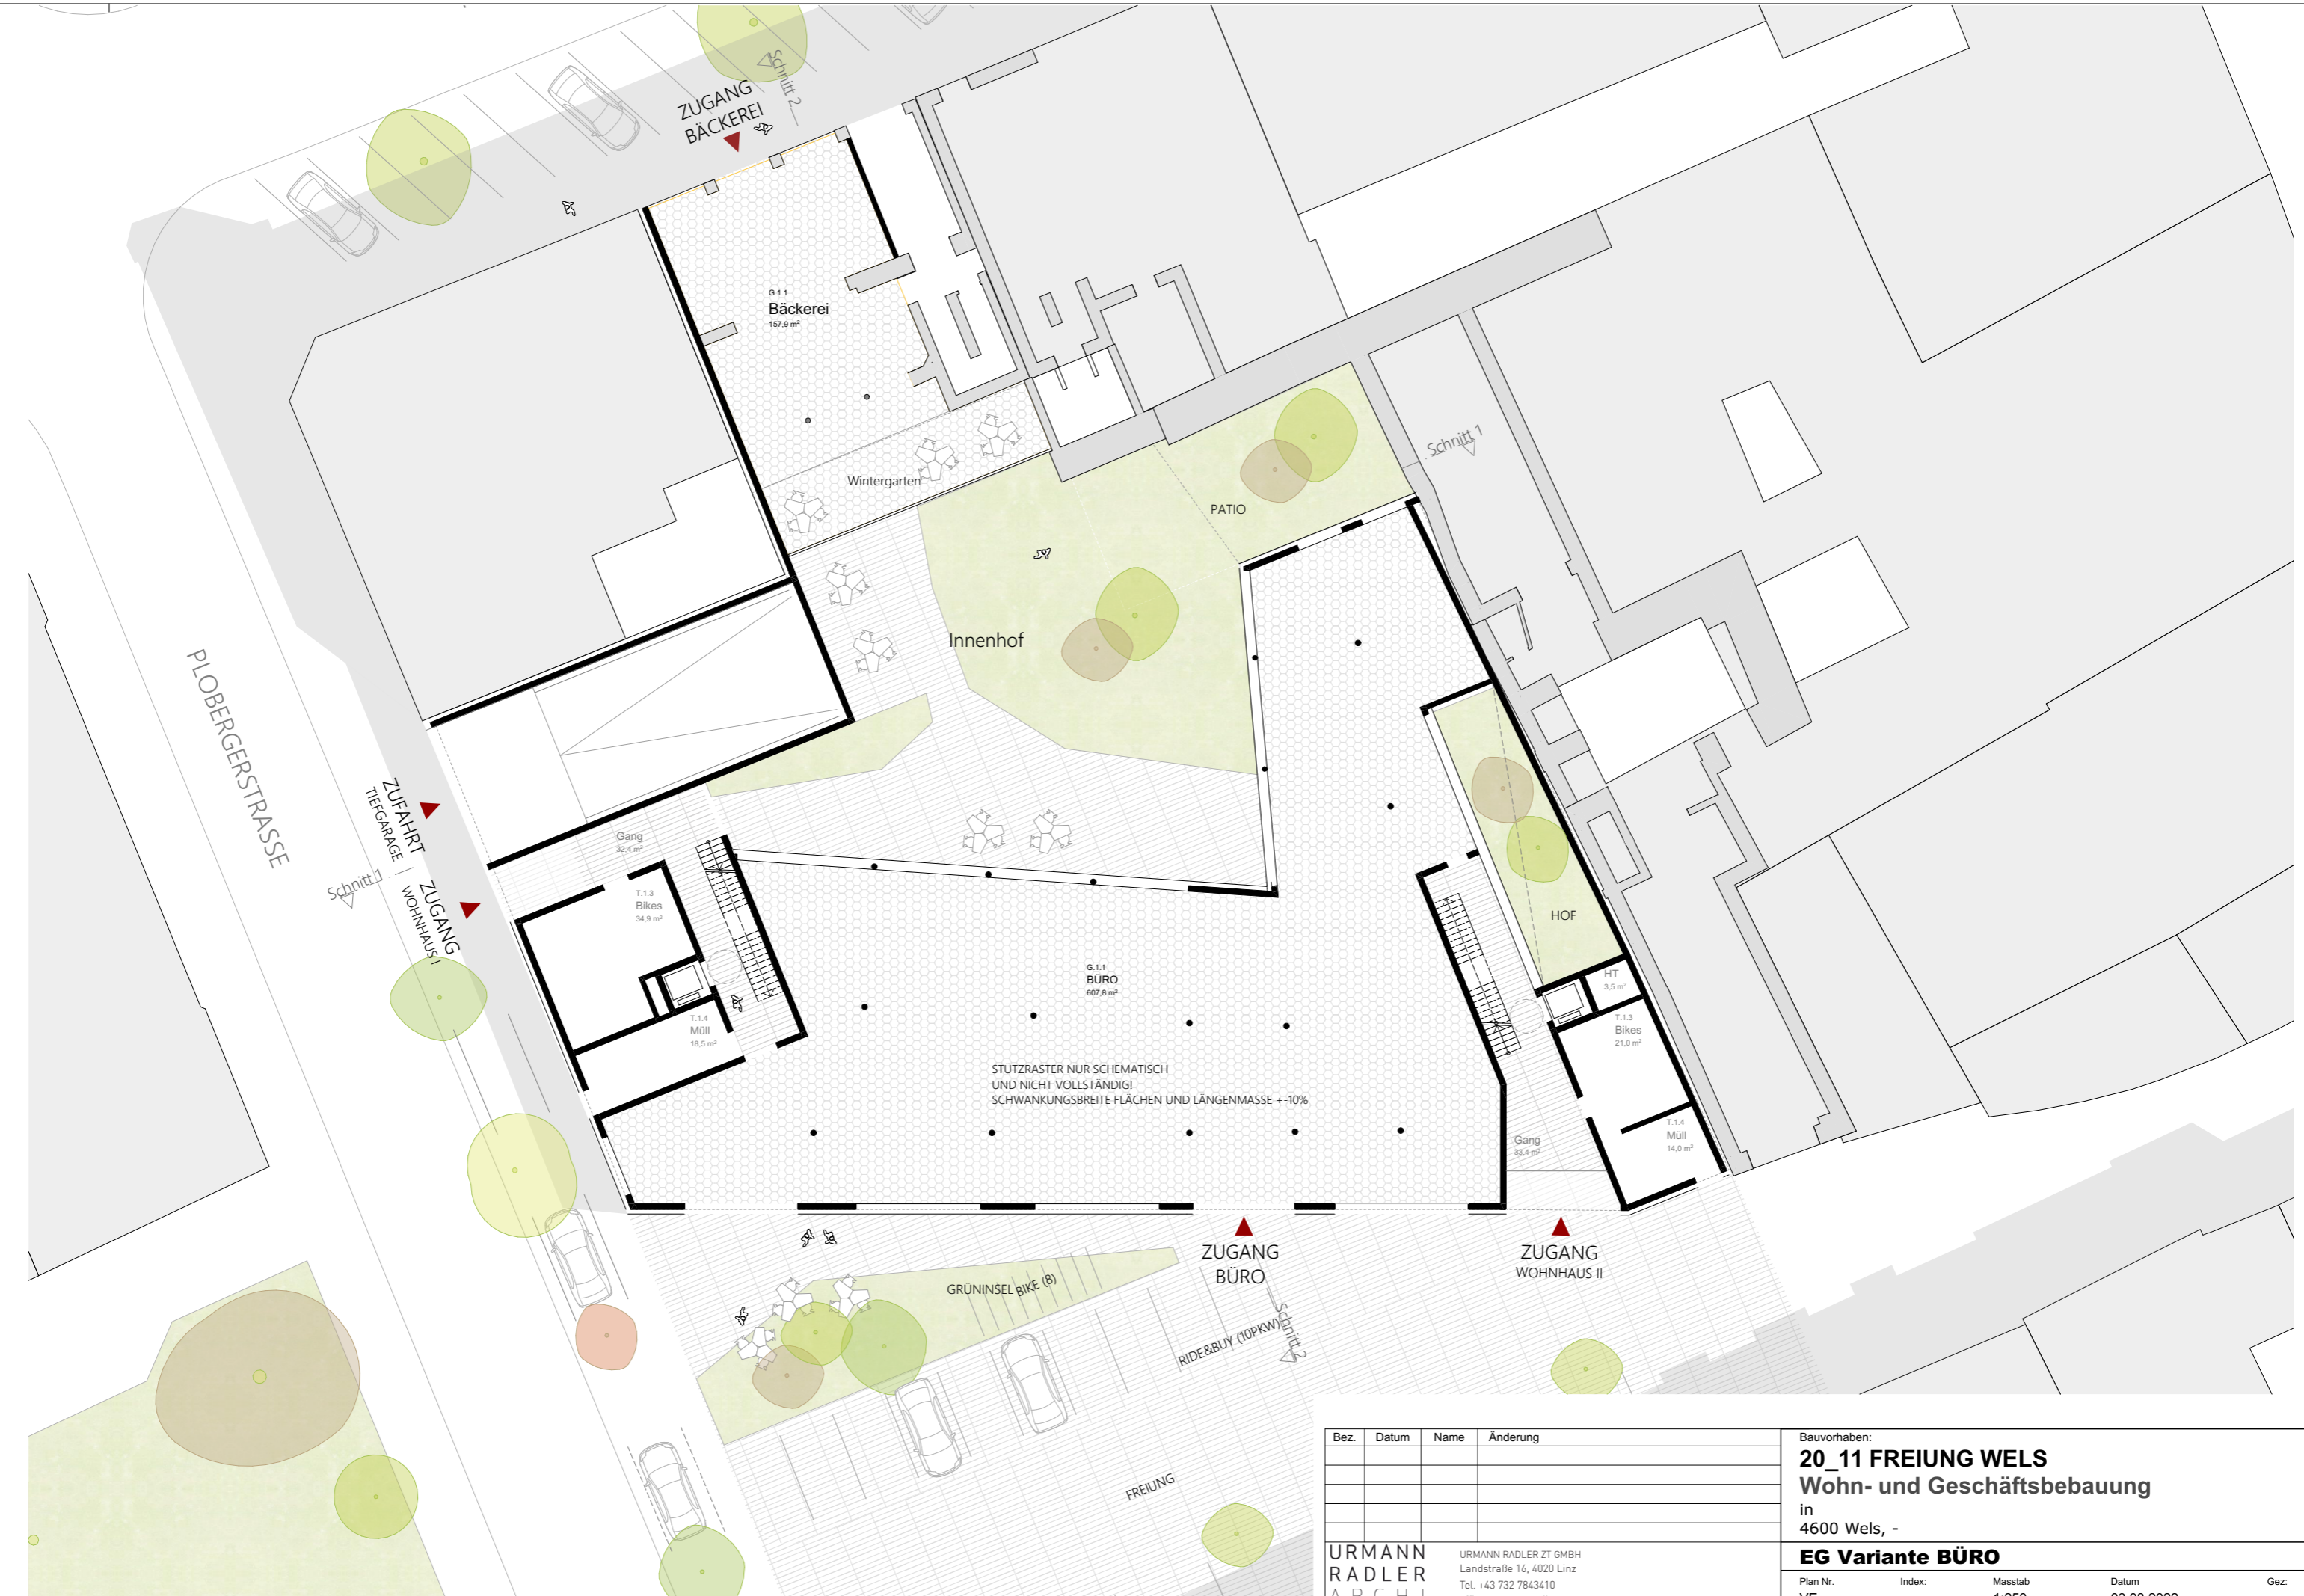 Schnitt 2
ZUGANG
BÄCKEREI
G.1.1
Bäckerei
157,9 m²
Wintergarten
Schnitt 1
PATIO
Innenhof
PLOBERGERSTRASSE
ZUFAHRT
TIEFGARAGE
ZUGANG
WOHNHAUS I
Schnitt 1
Gang
32,4 m²
T.1.3
Bikes
34,9 m²
T.1.4
Müll
18,5 m²
G.1.1
BÜRO
607,8 m²
HOF
HT
3,5 m²
T.1.3
Bikes
21,0 m²
STÜTZRASTER NUR SCHEMATISCH
UND NICHT VOLLSTÄNDIG!
SCHWANKUNGSBREITE FLÄCHEN UND LÄNGENMASSE +-10%
Gang
33,4 m²
T.1.4
Müll
14,0 m²
ZUGANG
BÜRO
ZUGANG
WOHNHAUS II
GRÜNINSEL BIKE (8)
RIDE&BUY (10PKW)
Schnitt 2
FREIUNG
Bez. Datum Name Änderung
Bauvorhaben:
20_11 FREIUNG WELS
Wohn- und Geschäftsbebauung
in
4600 Wels, -
EG Variante BÜRO
URMANN
RADLER
ARCHI
URMANN RADLER ZT GMBH
Landstraße 16, 4020 Linz
Tel. +43 732 7843410
Plan Nr. Index: Masstab Datum Gez: